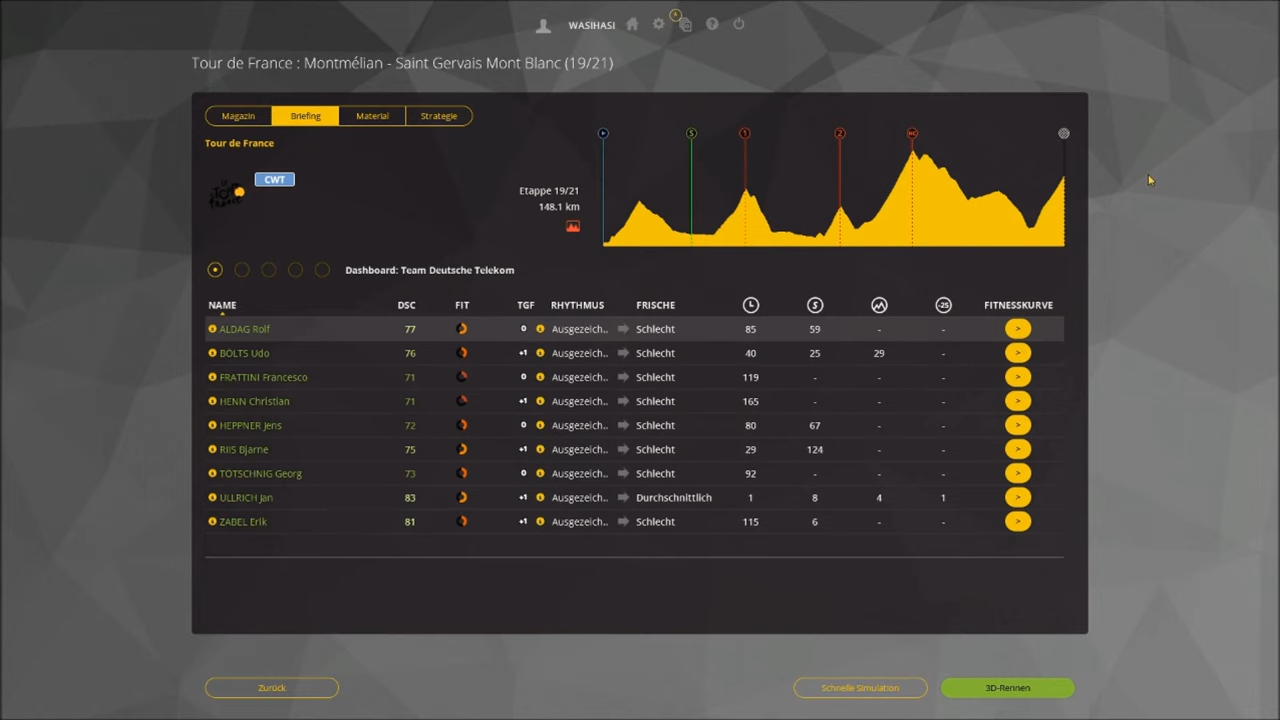 WASIHASI
Tour de France : Montmélian - Saint Gervais Mont Blanc (19/21)
Magazin Briefing Material Strategie
Tour de France
CWT
Etappe 19/21
148.1 km
S 1 2 HC
Dashboard: Team Deutsche Telekom
NAME DSC FIT TGF RHYTHMUS FRISCHE S -25 FITNESSKURVE
ALDAG Rolf 77 0 Ausgezeich.. Schlecht 85 59 - - >
BÖLTS Udo 76 +1 Ausgezeich.. Schlecht 40 25 29 - >
FRATTINI Francesco 71 0 Ausgezeich.. Schlecht 119 - - - >
HENN Christian 71 +1 Ausgezeich.. Schlecht 165 - - - >
HEPPNER Jens 72 0 Ausgezeich.. Schlecht 80 67 - - >
RIIS Bjarne 75 +1 Ausgezeich.. Schlecht 29 124 - - >
TOTSCHNIG Georg 73 0 Ausgezeich.. Schlecht 92 - - - >
ULLRICH Jan 83 +1 Ausgezeich.. Durchschnittlich 1 8 4 1 >
ZABEL Erik 81 +1 Ausgezeich.. Schlecht 115 6 - - >
Zurück Schnelle Simulation 3D-Rennen